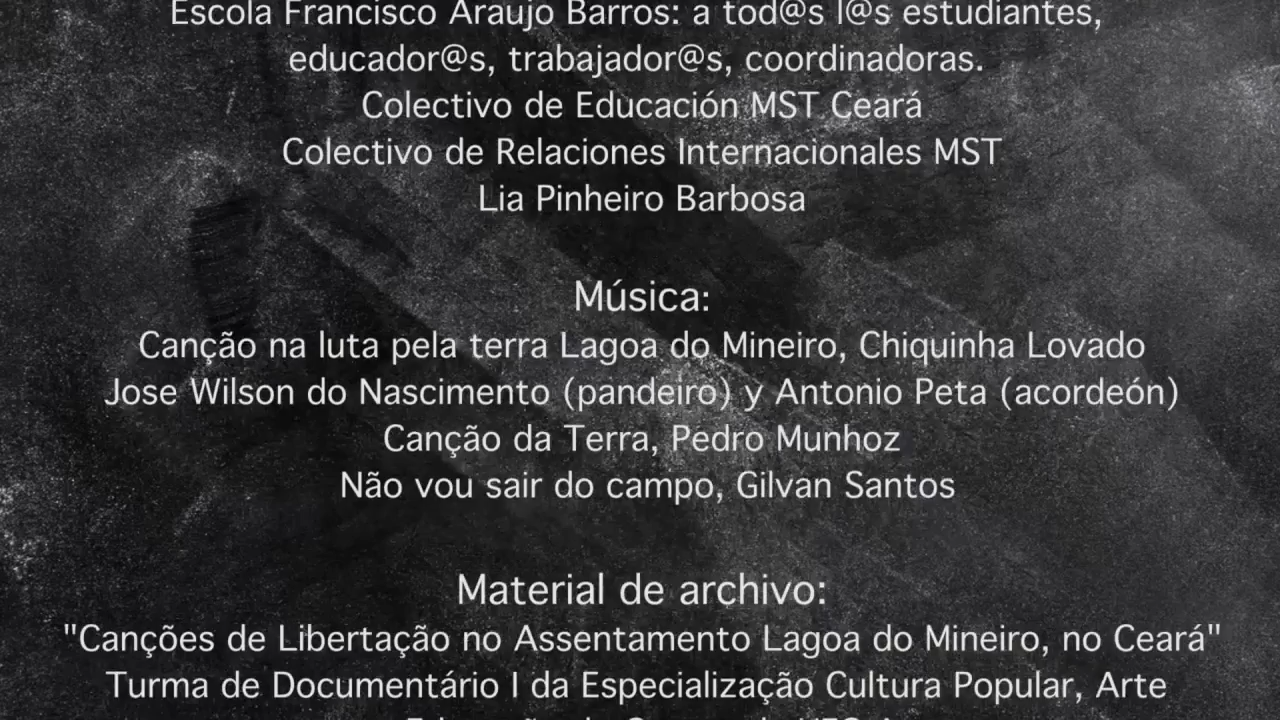 Escola Francisco Araujo Barros: a tod@s l@s estudiantes,
educador@s, trabajador@s, coordinadoras.
Colectivo de Educación MST Ceará
Colectivo de Relaciones Internacionales MST
Lia Pinheiro Barbosa
Música:
Canção na luta pela terra Lagoa do Mineiro, Chiquinha Lovado
Jose Wilson do Nascimento (pandeiro) y Antonio Peta (acordeón)
Canção da Terra, Pedro Munhoz
Não vou sair do campo, Gilvan Santos
Material de archivo:
"Canções de Libertação no Assentamento Lagoa do Mineiro, no Ceará"
Turma de Documentário I da Especialização Cultura Popular, Arte